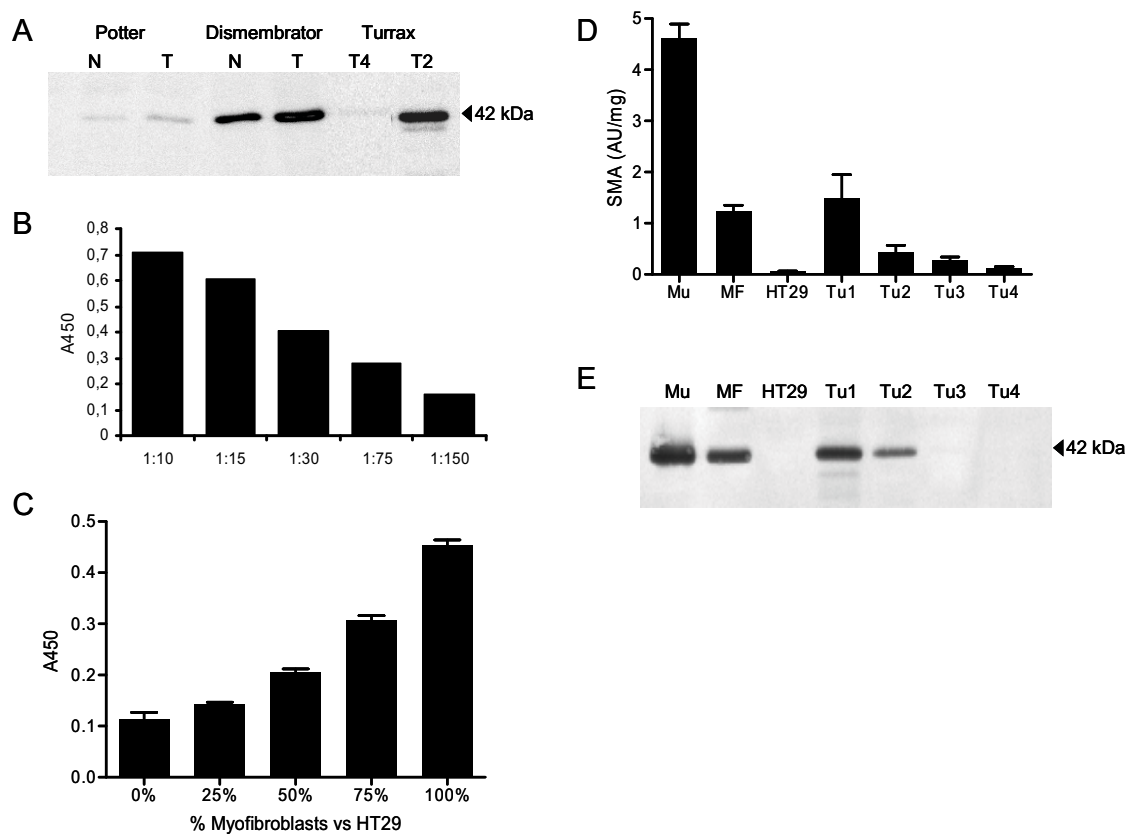 A
Potter Dismembrator Turrax
N T N T T4 T2
42 kDa
B
A450
0,8
0,7
0,6
0,5
0,4
0,3
0,2
0,1
0
1:10 1:15 1:30 1:75 1:150
C
A450
0.5
0.4
0.3
0.2
0.1
0.0
0% 25% 50% 75% 100%
% Myofibroblasts vs HT29
D
SMA (AU/mg)
5
4
3
2
1
0
Mu MF HT29 Tu1 Tu2 Tu3 Tu4
E
Mu MF HT29 Tu1 Tu2 Tu3 Tu4
42 kDa